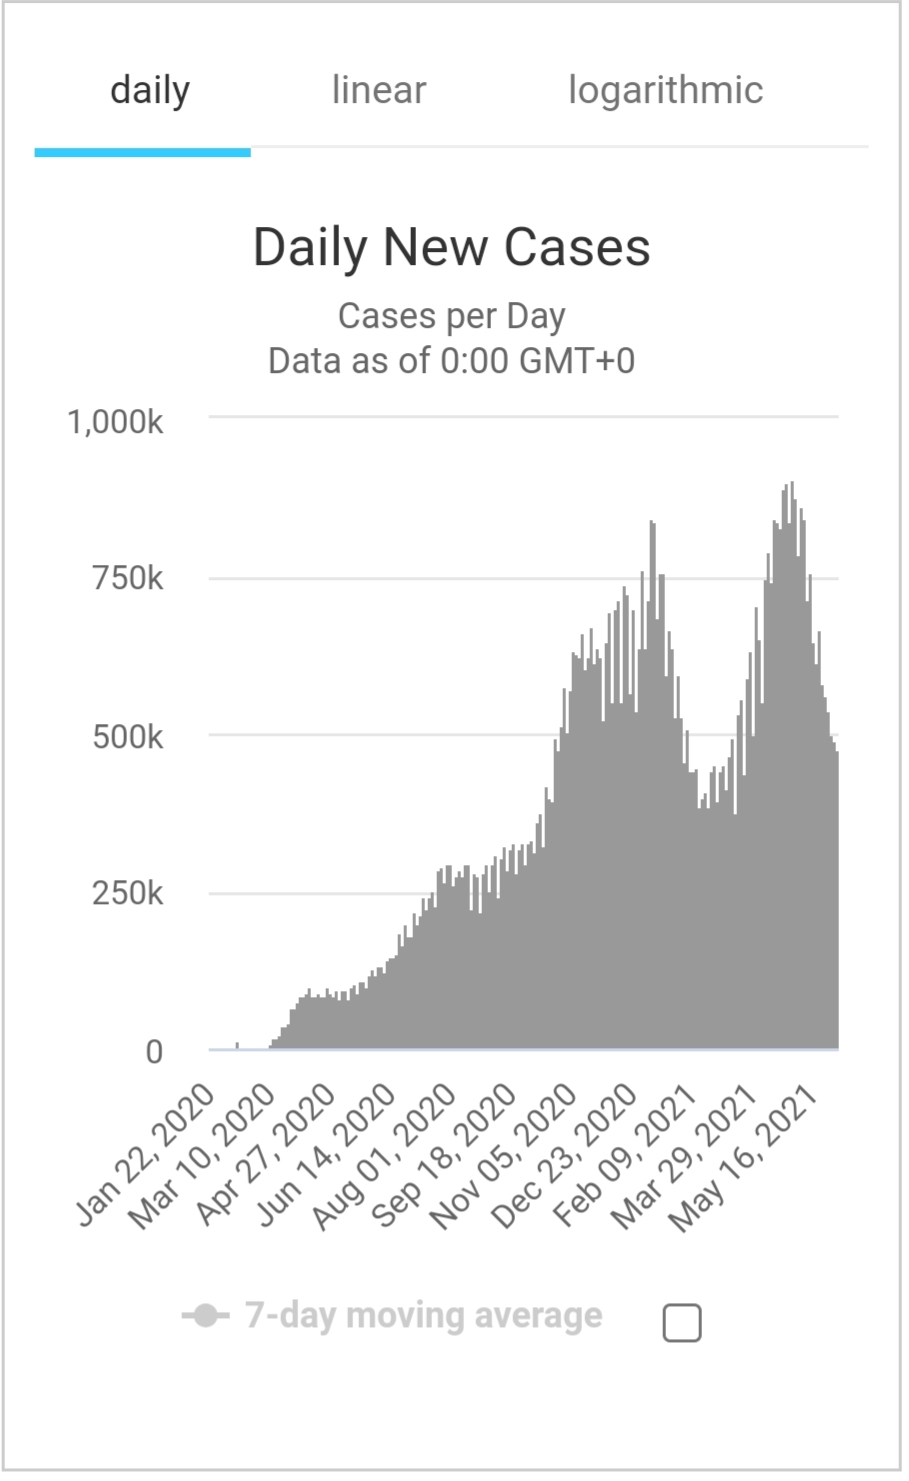 daily linear logarithmic
Daily New Cases
Cases per Day
Data as of 0:00 GMT+0
1,000k
750k
500k
250k
0
Jan 22, 2020
Mar 10, 2020
Apr 27, 2020
Jun 14, 2020
Aug 01, 2020
Sep 18, 2020
Nov 05, 2020
Dec 23, 2020
Feb 09, 2021
Mar 29, 2021
May 16, 2021
7-day moving average